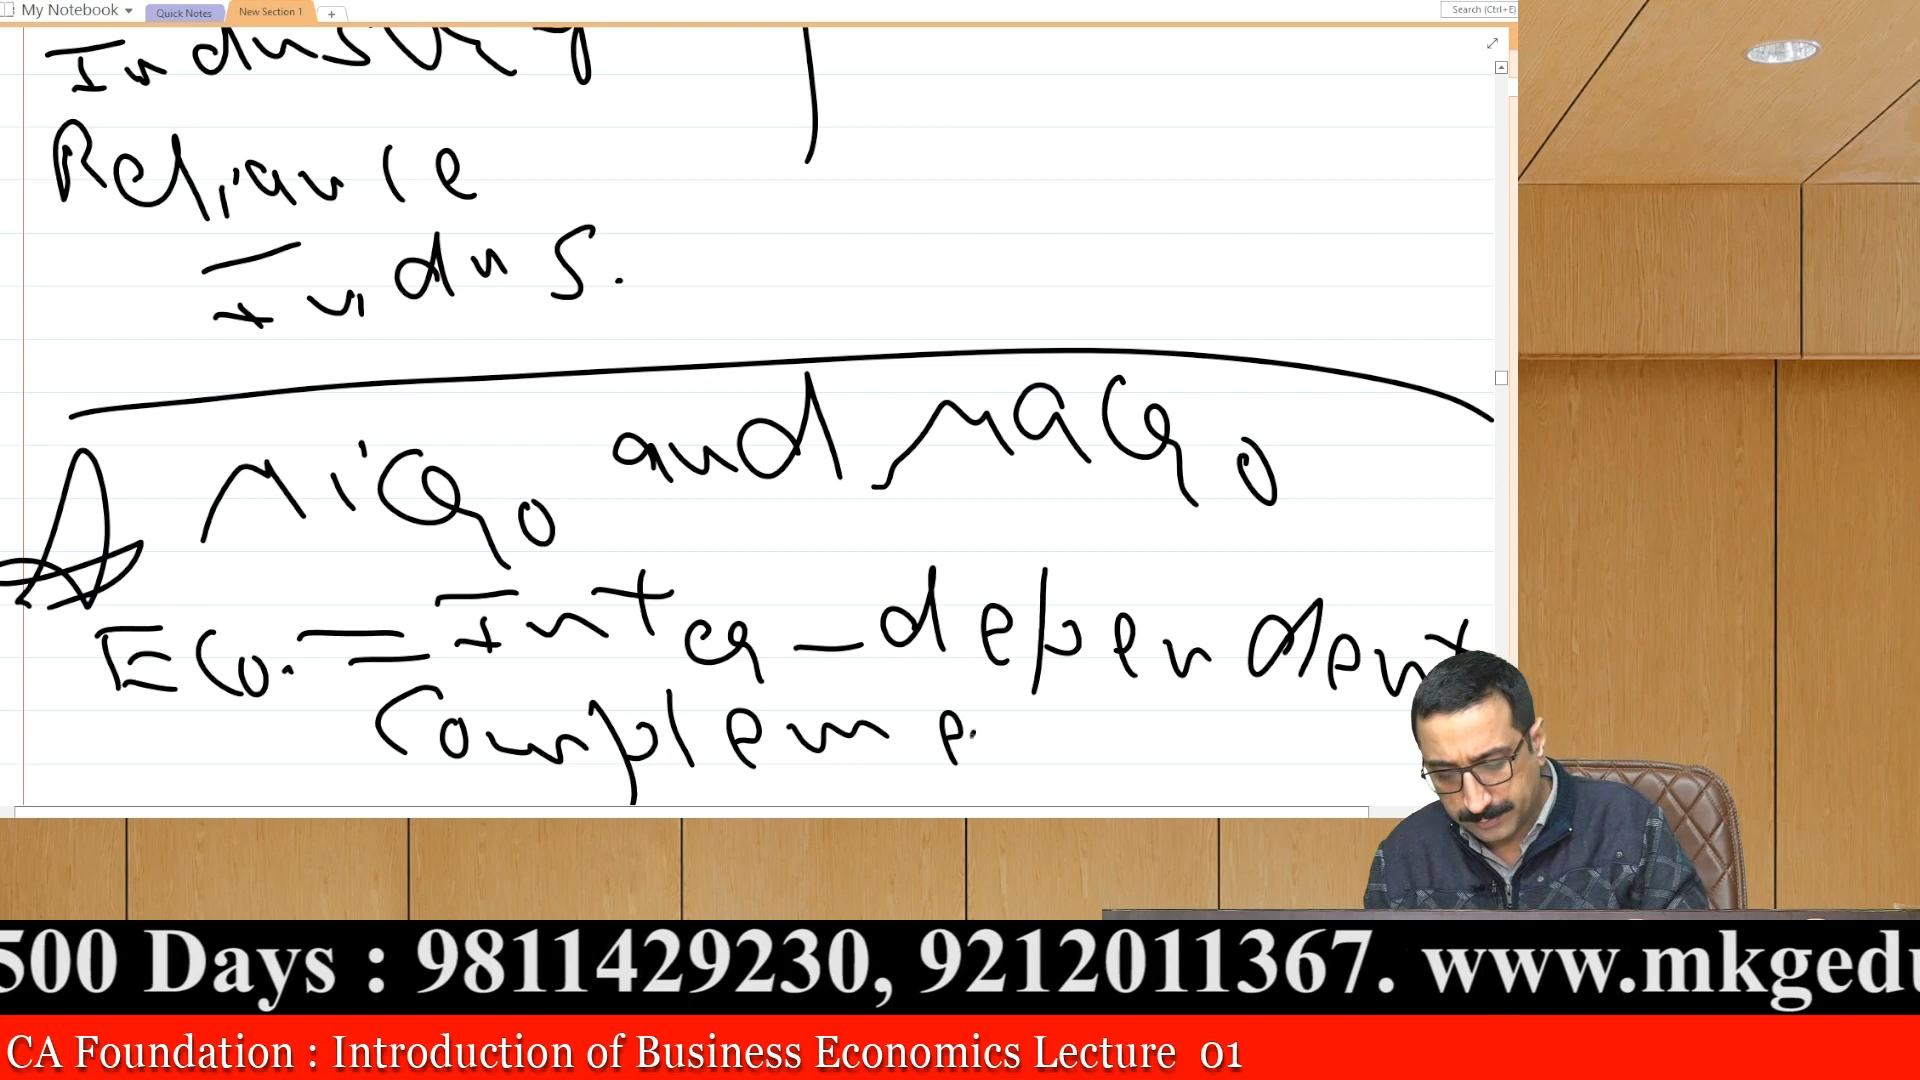 My Notebook Quick Notes New Section 1 + Search (Ctrl+E)
Industry
Reliance
Indus.
Micro and Macro
Eco. = Inter-dependent
Compleme
500 Days : 9811429230, 9212011367. www.mkgedu
CA Foundation : Introduction of Business Economics Lecture 01